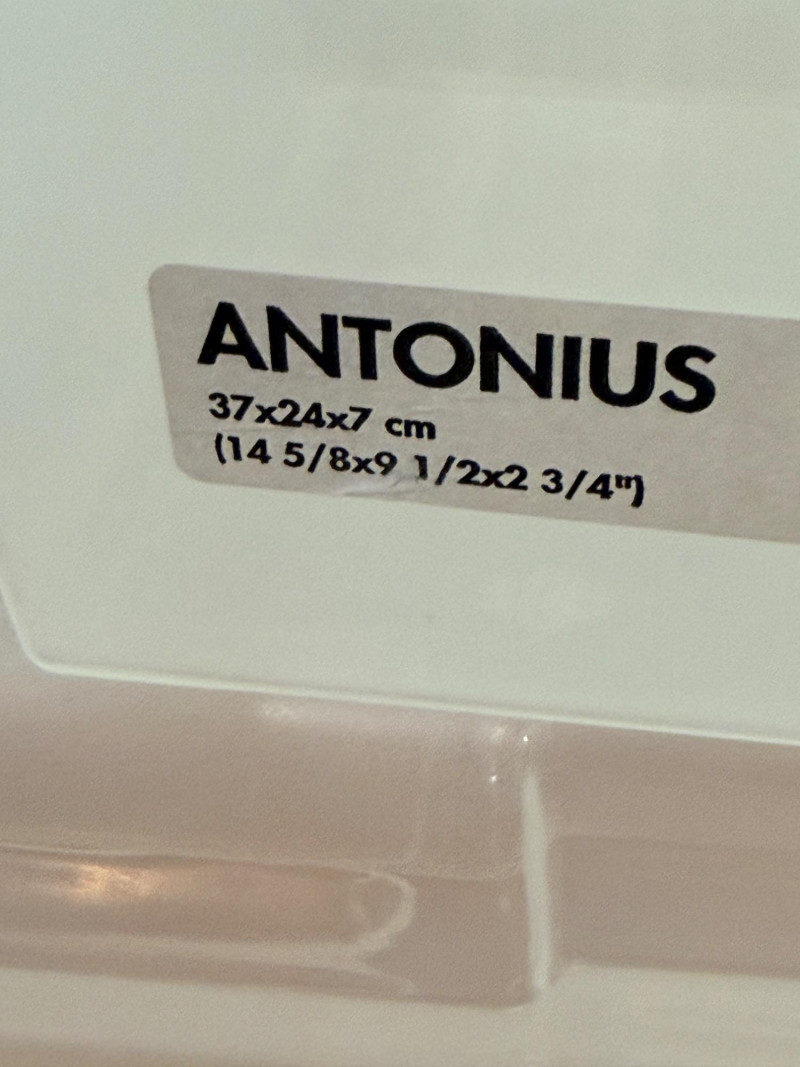 ANTONIUS
37x24x7 cm
(14 5/8x9 1/2x2 3/4")